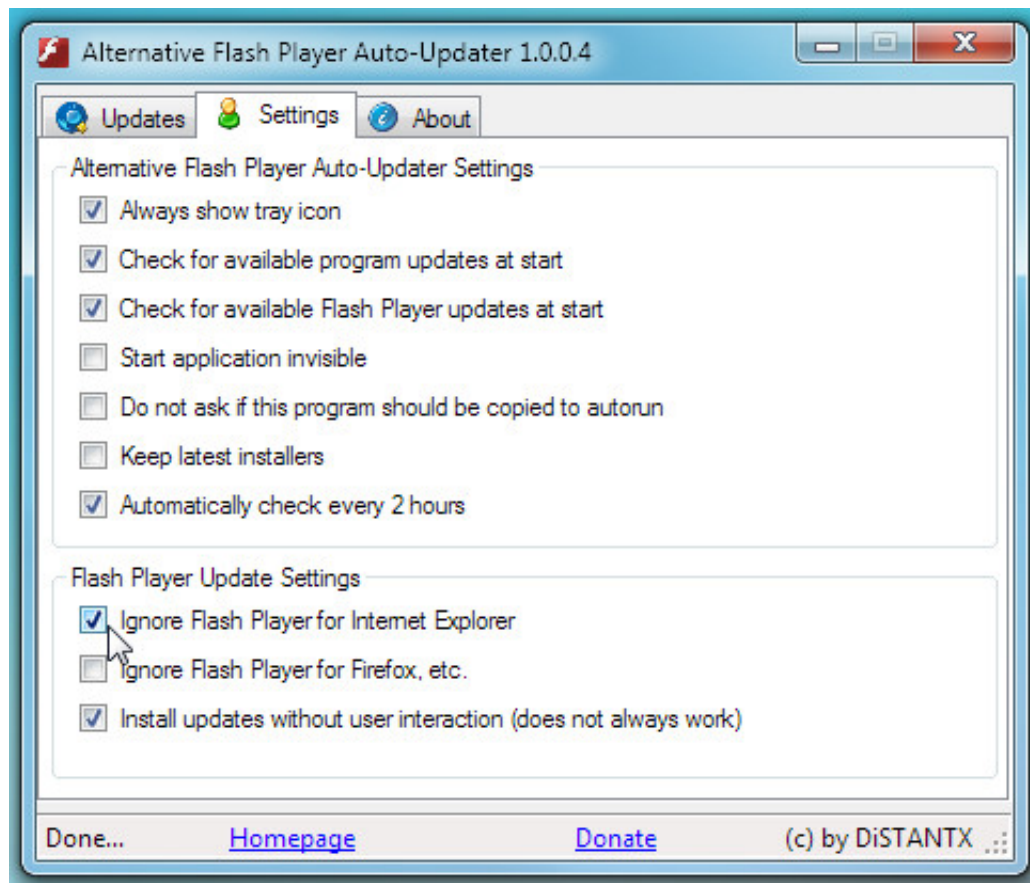 Alternative Flash Player Auto-Updater 1.0.0.4
Updates Settings About
Alternative Flash Player Auto-Updater Settings
Always show tray icon
Check for available program updates at start
Check for available Flash Player updates at start
Start application invisible
Do not ask if this program should be copied to autorun
Keep latest installers
Automatically check every 2 hours
Flash Player Update Settings
Ignore Flash Player for Internet Explorer
Ignore Flash Player for Firefox, etc.
Install updates without user interaction (does not always work)
Done... Homepage Donate (c) by DiSTANTX